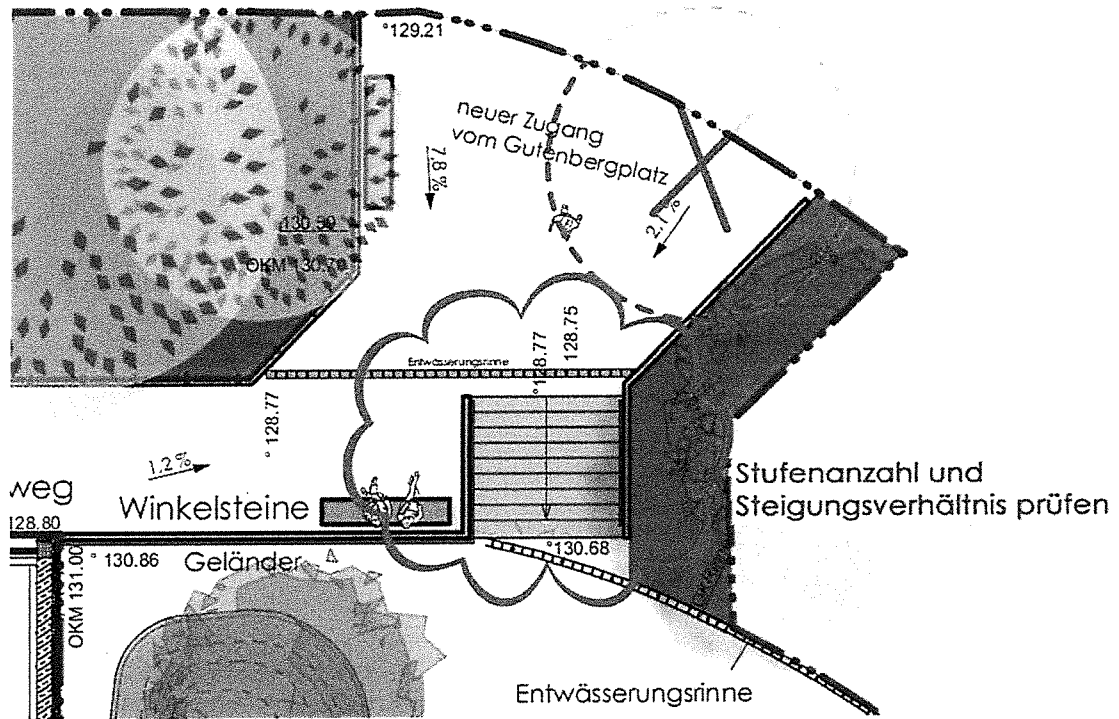 °129.21
neuer Zugang
vom Gutenbergplatz
7.8 %
2.1 %
130.59
OKM 130.79
Entwässerungsrinne
°128.77
128.75
° 128.77
1.2 %
weg
Winkelsteine
128.80
° 130.86
Geländer
°130.68
OKM 131.00
Stufenanzahl und
Steigungsverhältnis prüfen
Entwässerungsrinne